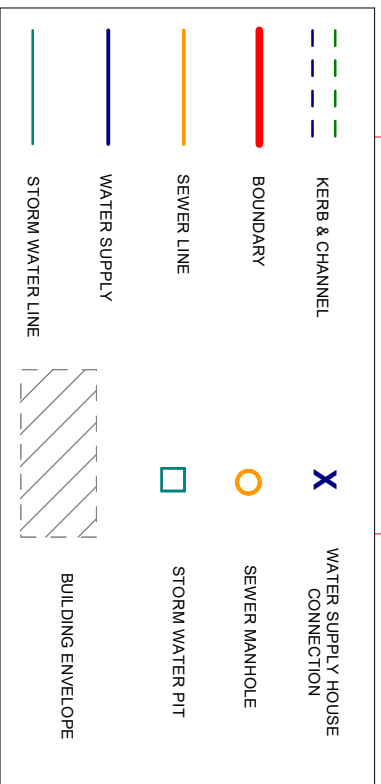 KERB & CHANNEL
BOUNDARY
SEWER LINE
WATER SUPPLY
STORM WATER LINE
X
WATER SUPPLY HOUSE
CONNECTION
SEWER MANHOLE
STORM WATER PIT
BUILDING ENVELOPE